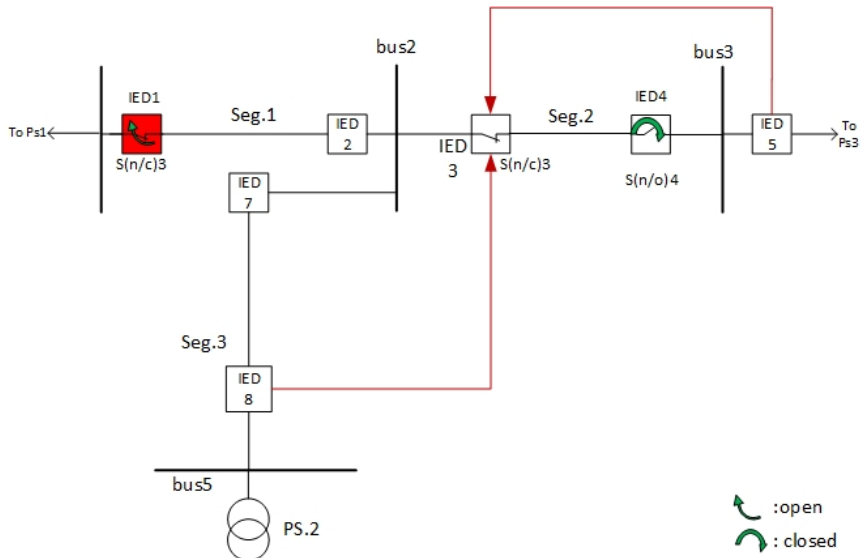 bus2
bus3
IED1
Seg.1
Seg.2
IED4
To Ps1
IED
2
IED
3
IED
5
To
Ps3
S(n/c)3
S(n/c)3
S(n/o)4
IED
7
Seg.3
IED
8
bus5
PS.2
:open
: closed